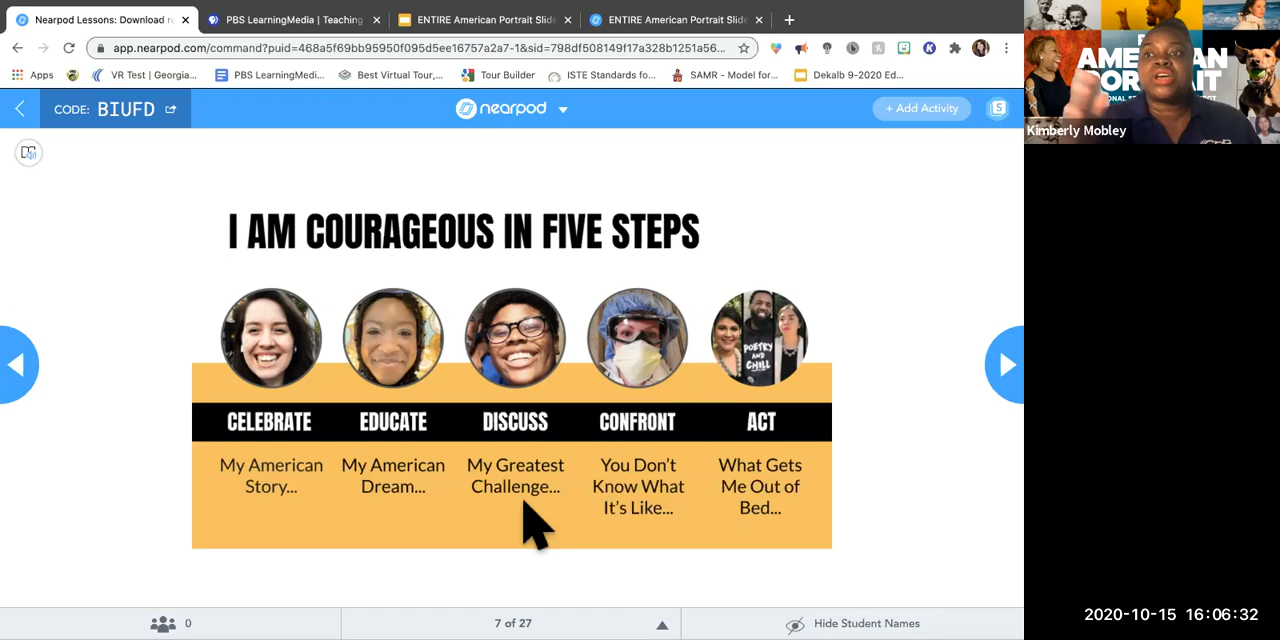 Nearpod Lessons: Download re
PBS LearningMedia | Teaching
ENTIRE American Portrait Slide
ENTIRE American Portrait Slide
app.nearpod.com/command?puid=468a5f69bb95950f095d5ee16757a2a7-1&sid=798df508149f17a328b1251a56...
Apps
VR Test | Georgia...
PBS LearningMedi...
Best Virtual Tour,...
Tour Builder
ISTE Standards fo...
SAMR - Model for...
Dekalb 9-2020 Ed...
CODE: BIUFD
nearpod
+ Add Activity
S
AMERICAN
PORTRAIT
Kimberly Mobley
I AM COURAGEOUS IN FIVE STEPS
POETRY
AND
CHILL
CELEBRATE
EDUCATE
DISCUSS
CONFRONT
ACT
My American
Story...
My American
Dream...
My Greatest
Challenge...
You Don't
Know What
It's Like...
What Gets
Me Out of
Bed...
0
7 of 27
Hide Student Names
2020-10-15 16:06:32